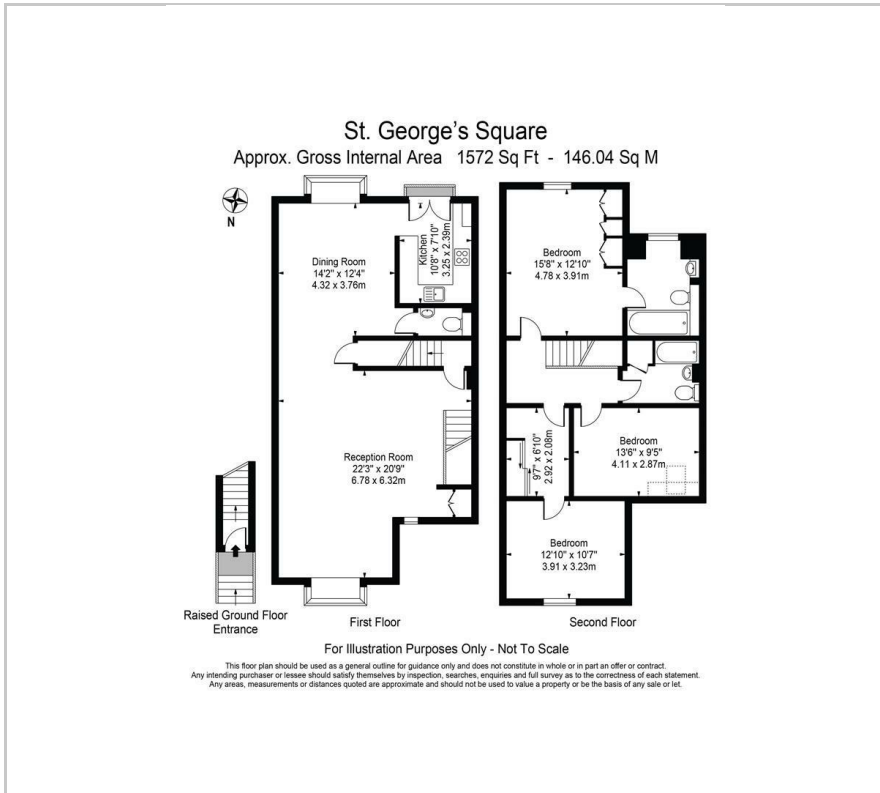 St. George's Square
Approx. Gross Internal Area 1572 Sq Ft - 146.04 Sq M
N
Dining Room
14'2" x 12'4"
4.32 x 3.76m
Kitchen
10'8" x 7'10"
3.25 x 2.39m
Reception Room
22'3" x 20'9"
6.78 x 6.32m
Bedroom
15'8" x 12'10"
4.78 x 3.91m
9'7" x 6'10"
2.92 x 2.08m
Bedroom
13'6" x 9'5"
4.11 x 2.87m
Bedroom
12'10" x 10'7"
3.91 x 3.23m
Raised Ground Floor
Entrance
First Floor
Second Floor
For Illustration Purposes Only - Not To Scale
This floor plan should be used as a general outline for guidance only and does not constitute in whole or in part an offer or contract.
Any intending purchaser or lessee should satisfy themselves by inspection, searches, enquiries and full survey as to the correctness of each statement.
Any areas, measurements or distances quoted are approximate and should not be used to value a property or be the basis of any sale or let.